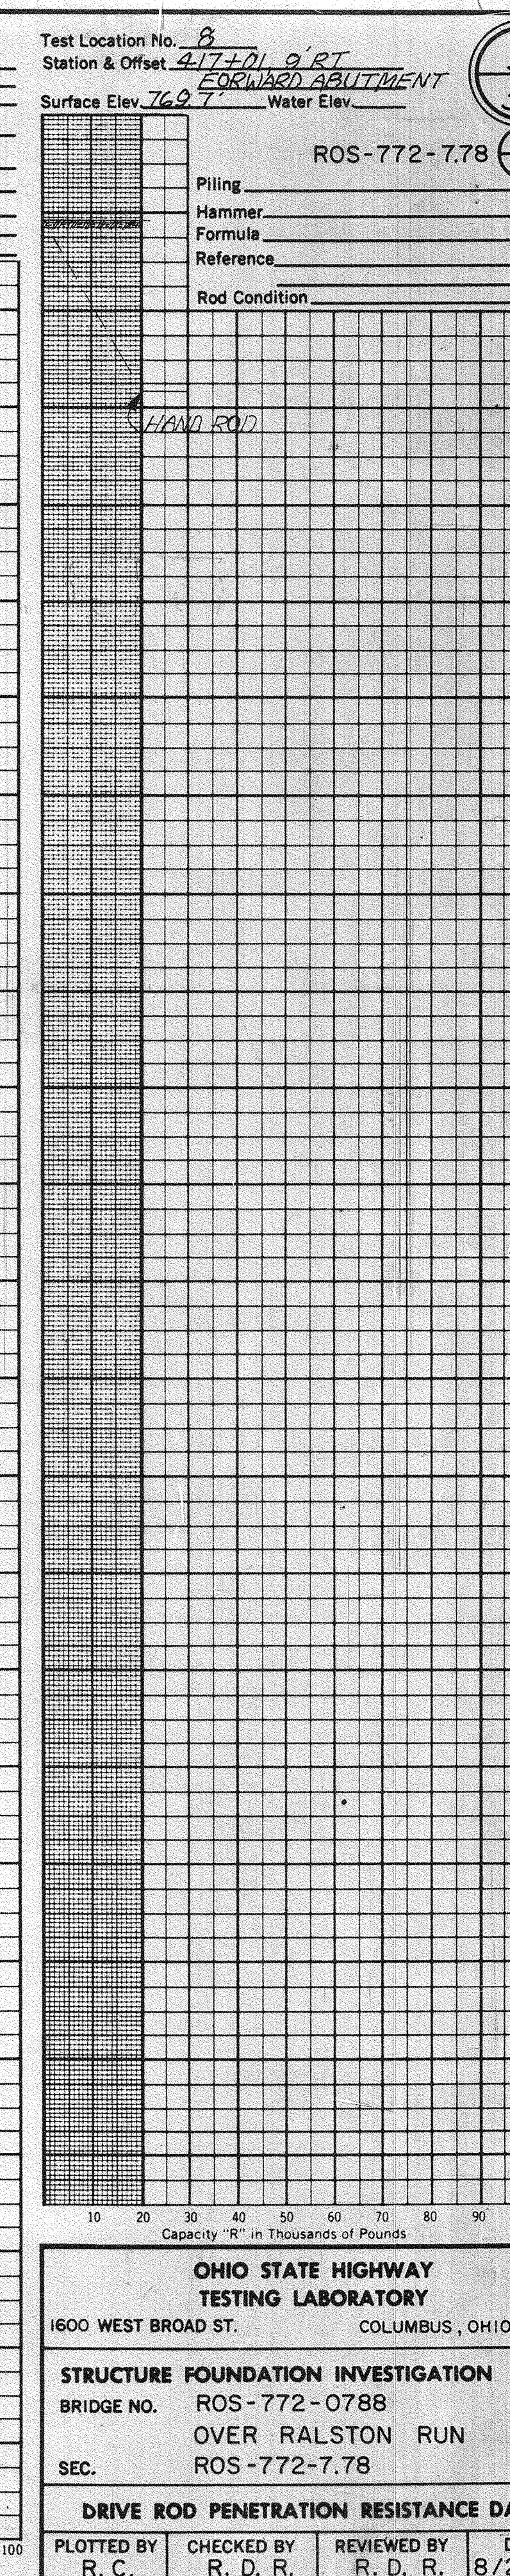 Test Location No. 8
Station & Offset 417+01, 9'RT
FORWARD ABUTMENT
Surface Elev. 769.7' Water Elev.
ROS-772-7.78
Piling
Hammer
Formula
Reference
Rod Condition
HAND ROD
10 20 30 40 50 60 70 80 90
Capacity "R" in Thousands of Pounds
OHIO STATE HIGHWAY
TESTING LABORATORY
1600 WEST BROAD ST. COLUMBUS, OHIO
STRUCTURE FOUNDATION INVESTIGATION
BRIDGE NO. ROS-772-0788
OVER RALSTON RUN
SEC. ROS-772-7.78
DRIVE ROD PENETRATION RESISTANCE DA
100
PLOTTED BY CHECKED BY REVIEWED BY D
R. C. R. D. R. R. D. R. 8/2